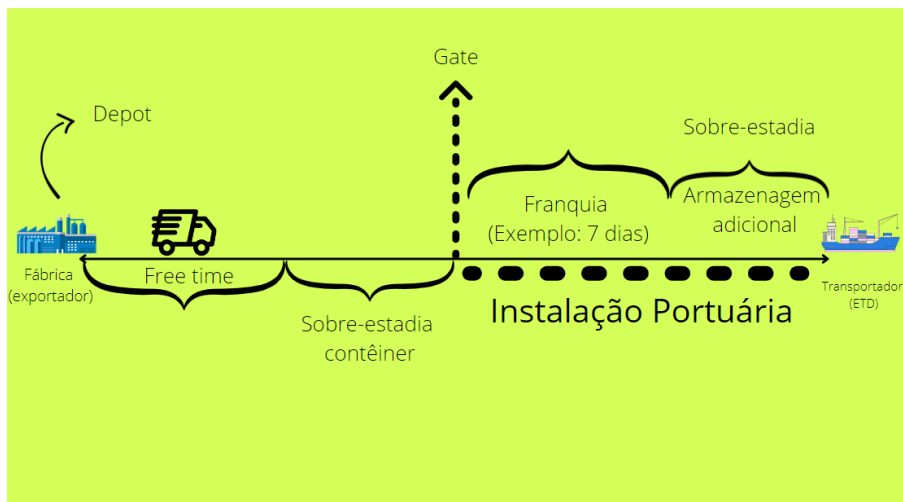 Gate
Depot
Sobre-estadia
Franquia
(Exemplo: 7 dias)
Armazenagem
adicional
Fábrica
(exportador)
Free time
Transportador
(ETD)
Instalação Portuária
Sobre-estadia
contêiner